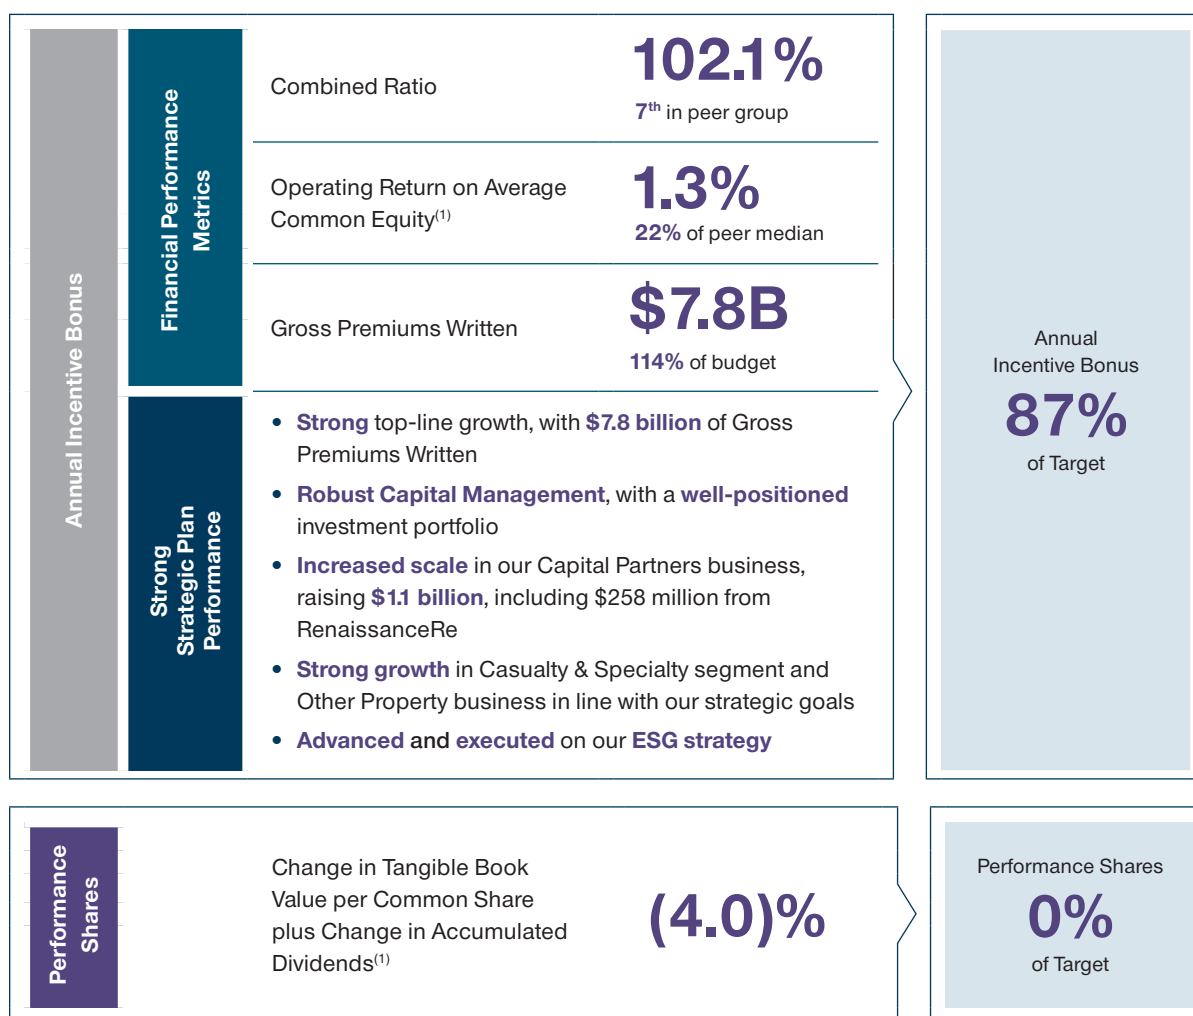 Annual Incentive Bonus
Financial Performance
Metrics
Combined Ratio
102.1%
7th in peer group
Operating Return on Average
Common Equity(1)
1.3%
22% of peer median
Gross Premiums Written
$7.8B
114% of budget
Strong
Strategic Plan
Performance
• Strong top-line growth, with $7.8 billion of Gross
Premiums Written
• Robust Capital Management, with a well-positioned
investment portfolio
• Increased scale in our Capital Partners business,
raising $1.1 billion, including $258 million from
RenaissanceRe
• Strong growth in Casualty & Specialty segment and
Other Property business in line with our strategic goals
• Advanced and executed on our ESG strategy
Annual
Incentive Bonus
87%
of Target
Performance
Shares
Change in Tangible Book
Value per Common Share
plus Change in Accumulated
Dividends(1)
(4.0)%
Performance Shares
0%
of Target